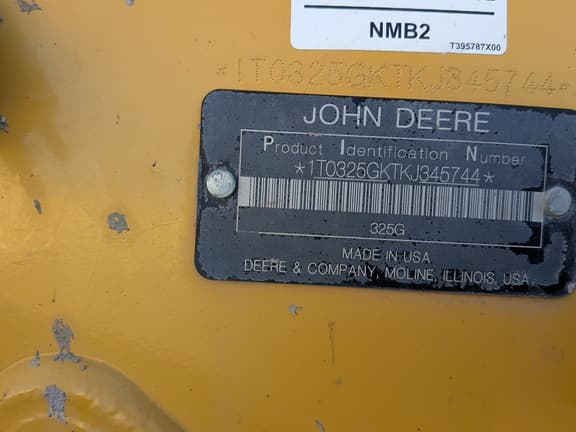 NMB2
T395787X00
*1T0325GKTKJ345744*
JOHN DEERE
Product Identification Number
*1T0325GKTKJ345744*
325G
MADE IN USA
DEERE & COMPANY, MOLINE, ILLINOIS, USA